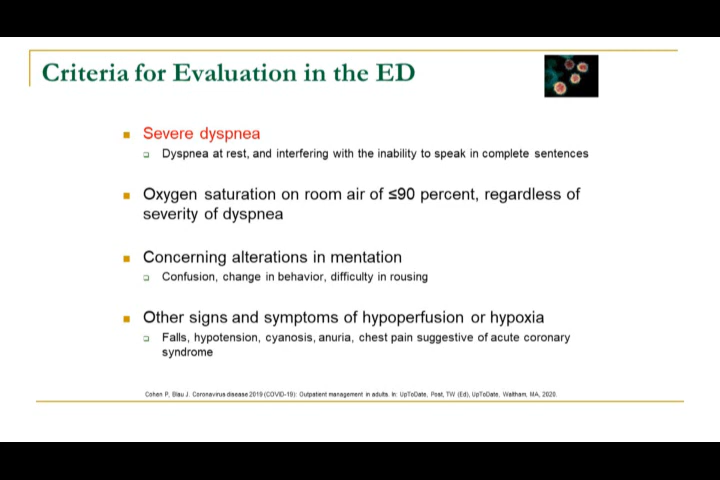 Criteria for Evaluation in the ED
Severe dyspnea
Dyspnea at rest, and interfering with the inability to speak in complete sentences
Oxygen saturation on room air of ≤90 percent, regardless of
severity of dyspnea
Concerning alterations in mentation
Confusion, change in behavior, difficulty in rousing
Other signs and symptoms of hypoperfusion or hypoxia
Falls, hypotension, cyanosis, anuria, chest pain suggestive of acute coronary
syndrome
Cohen P, Blau J. Coronavirus disease 2019 (COVID-19): Outpatient management in adults. In: UpToDate, Post, TW (Ed), UpToDate, Waltham, MA, 2020.